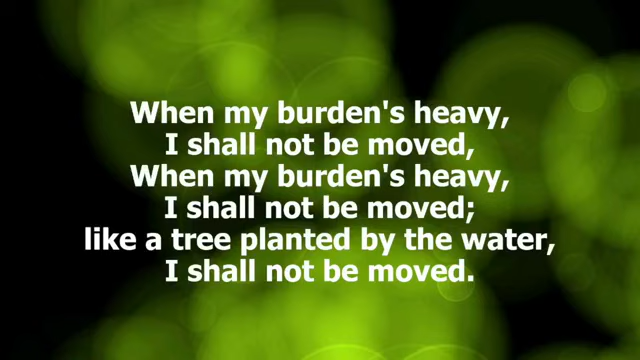 When my burden's heavy,
I shall not be moved,
When my burden's heavy,
I shall not be moved;
like a tree planted by the water,
I shall not be moved.